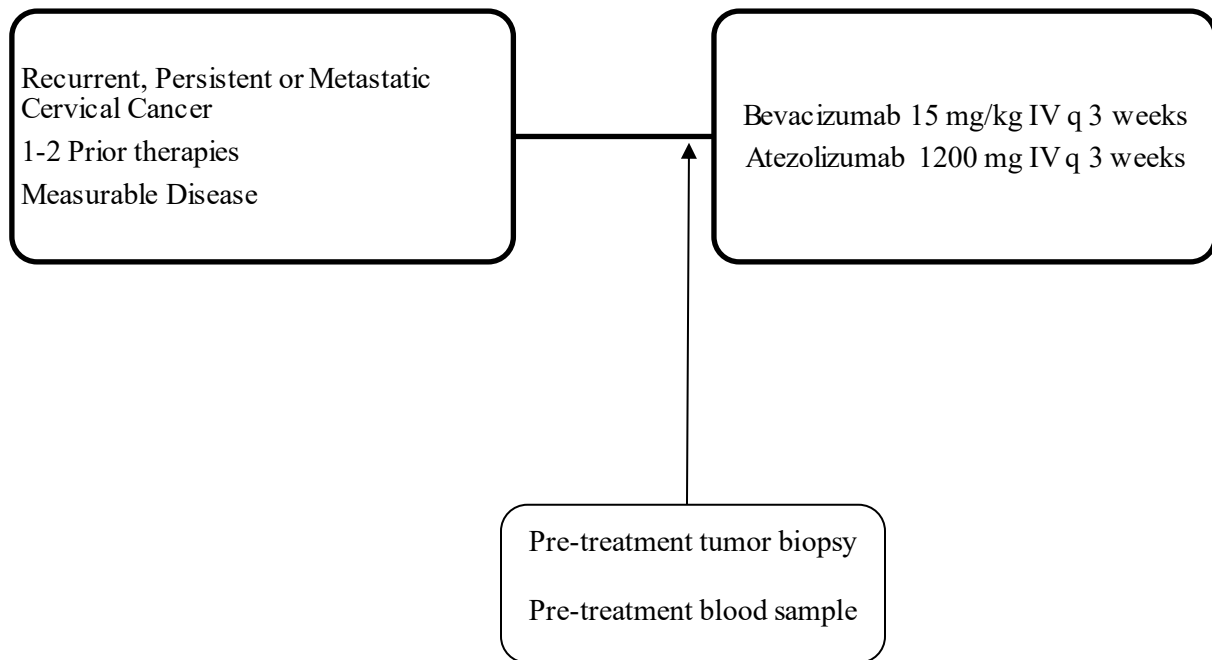 Recurrent, Persistent or Metastatic
Cervical Cancer
1-2 Prior therapies
Measurable Disease
Bevacizumab 15 mg/kg IV q 3 weeks
Atezolizumab 1200 mg IV q 3 weeks
Pre-treatment tumor biopsy
Pre-treatment blood sample